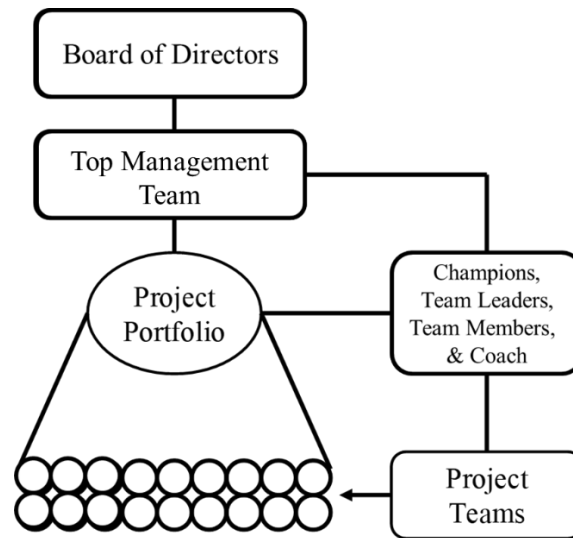 Board of Directors
Top Management
Team
Project
Portfolio
Champions,
Team Leaders,
Team Members,
& Coach
Project
Teams